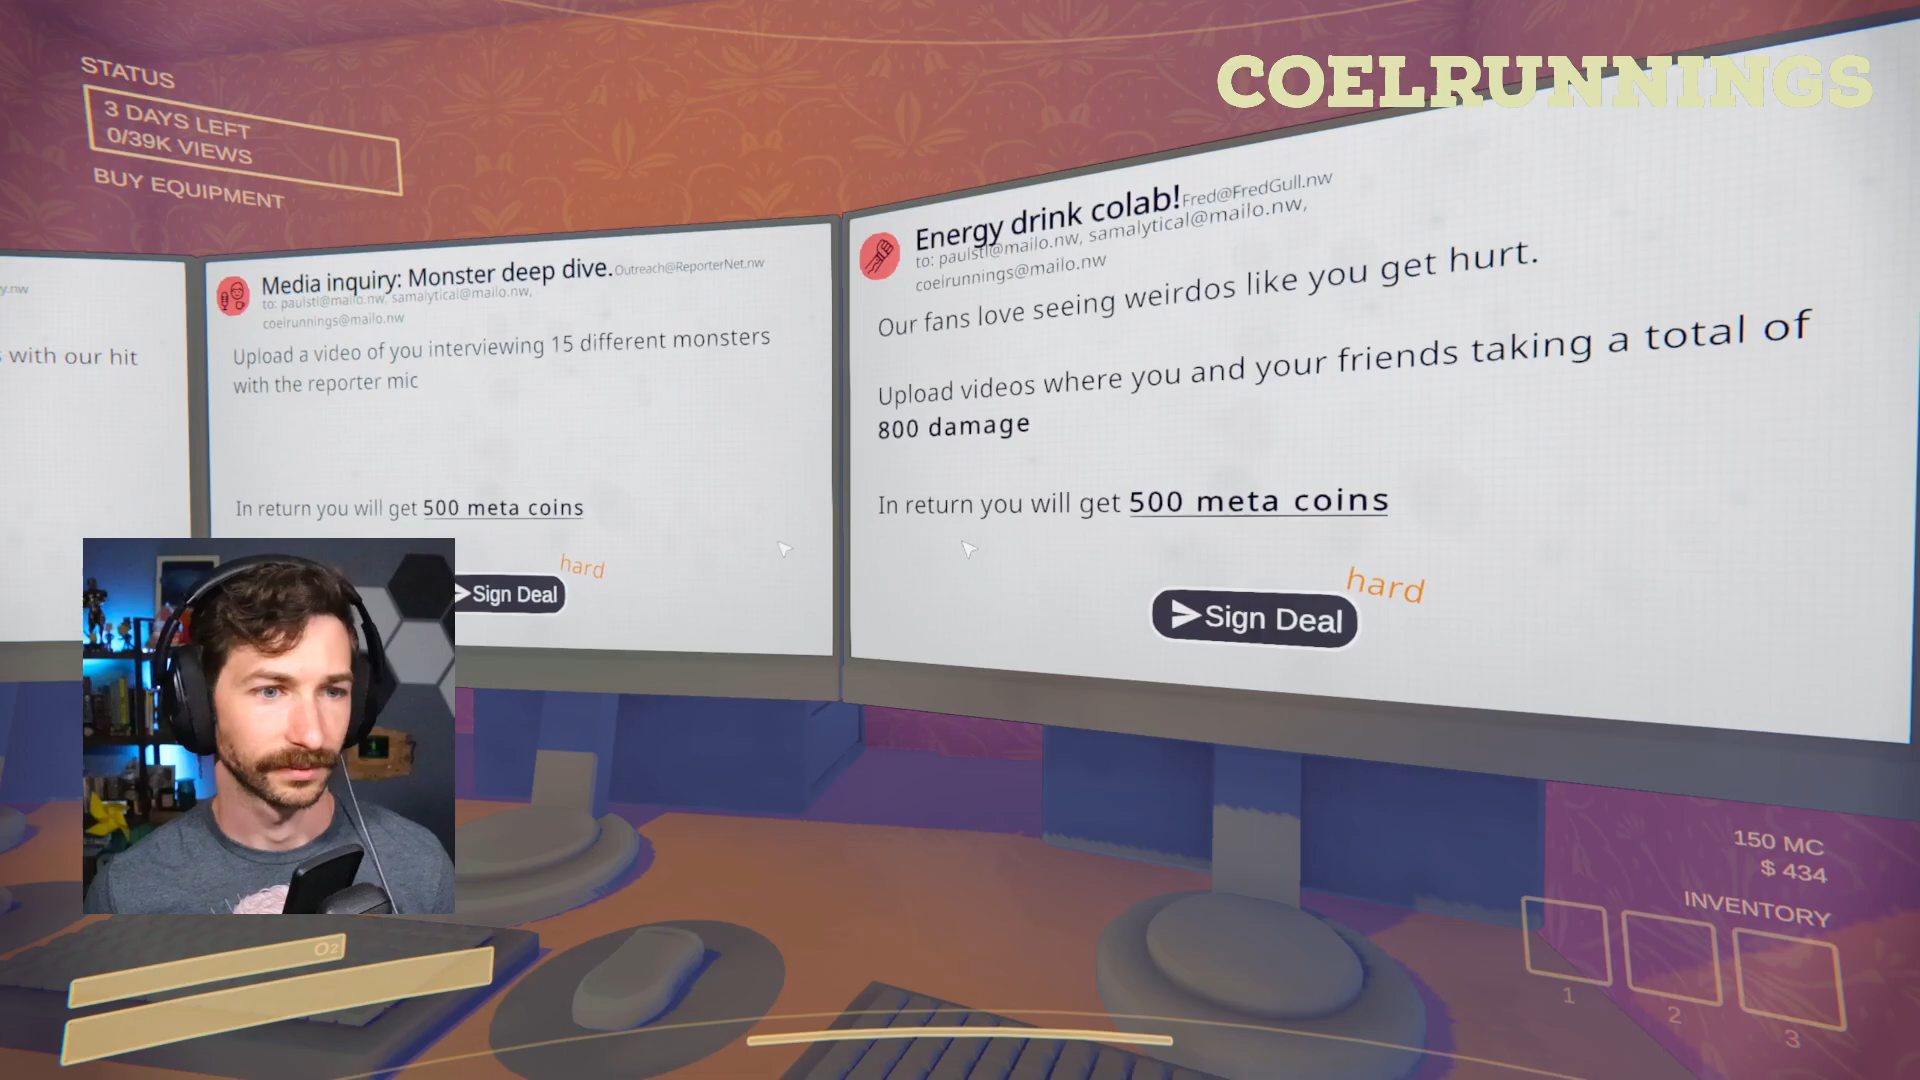 COELRUNNINGS
STATUS
3 DAYS LEFT
0/39K VIEWS
BUY EQUIPMENT
y.nw
with our hit
Media inquiry: Monster deep dive. Outreach@ReporterNet.nw
to: paulstl@mailo.nw, samalytical@mailo.nw,
coelrunnings@mailo.nw
Upload a video of you interviewing 15 different monsters
with the reporter mic
In return you will get 500 meta coins
hard
Sign Deal
Energy drink colab! Fred@FredGull.nw
to: paulstl@mailo.nw, samalytical@mailo.nw,
coelrunnings@mailo.nw
Our fans love seeing weirdos like you get hurt.
Upload videos where you and your friends taking a total of
800 damage
In return you will get 500 meta coins
hard
Sign Deal
150 MC
$ 434
INVENTORY
1
2
3
O2